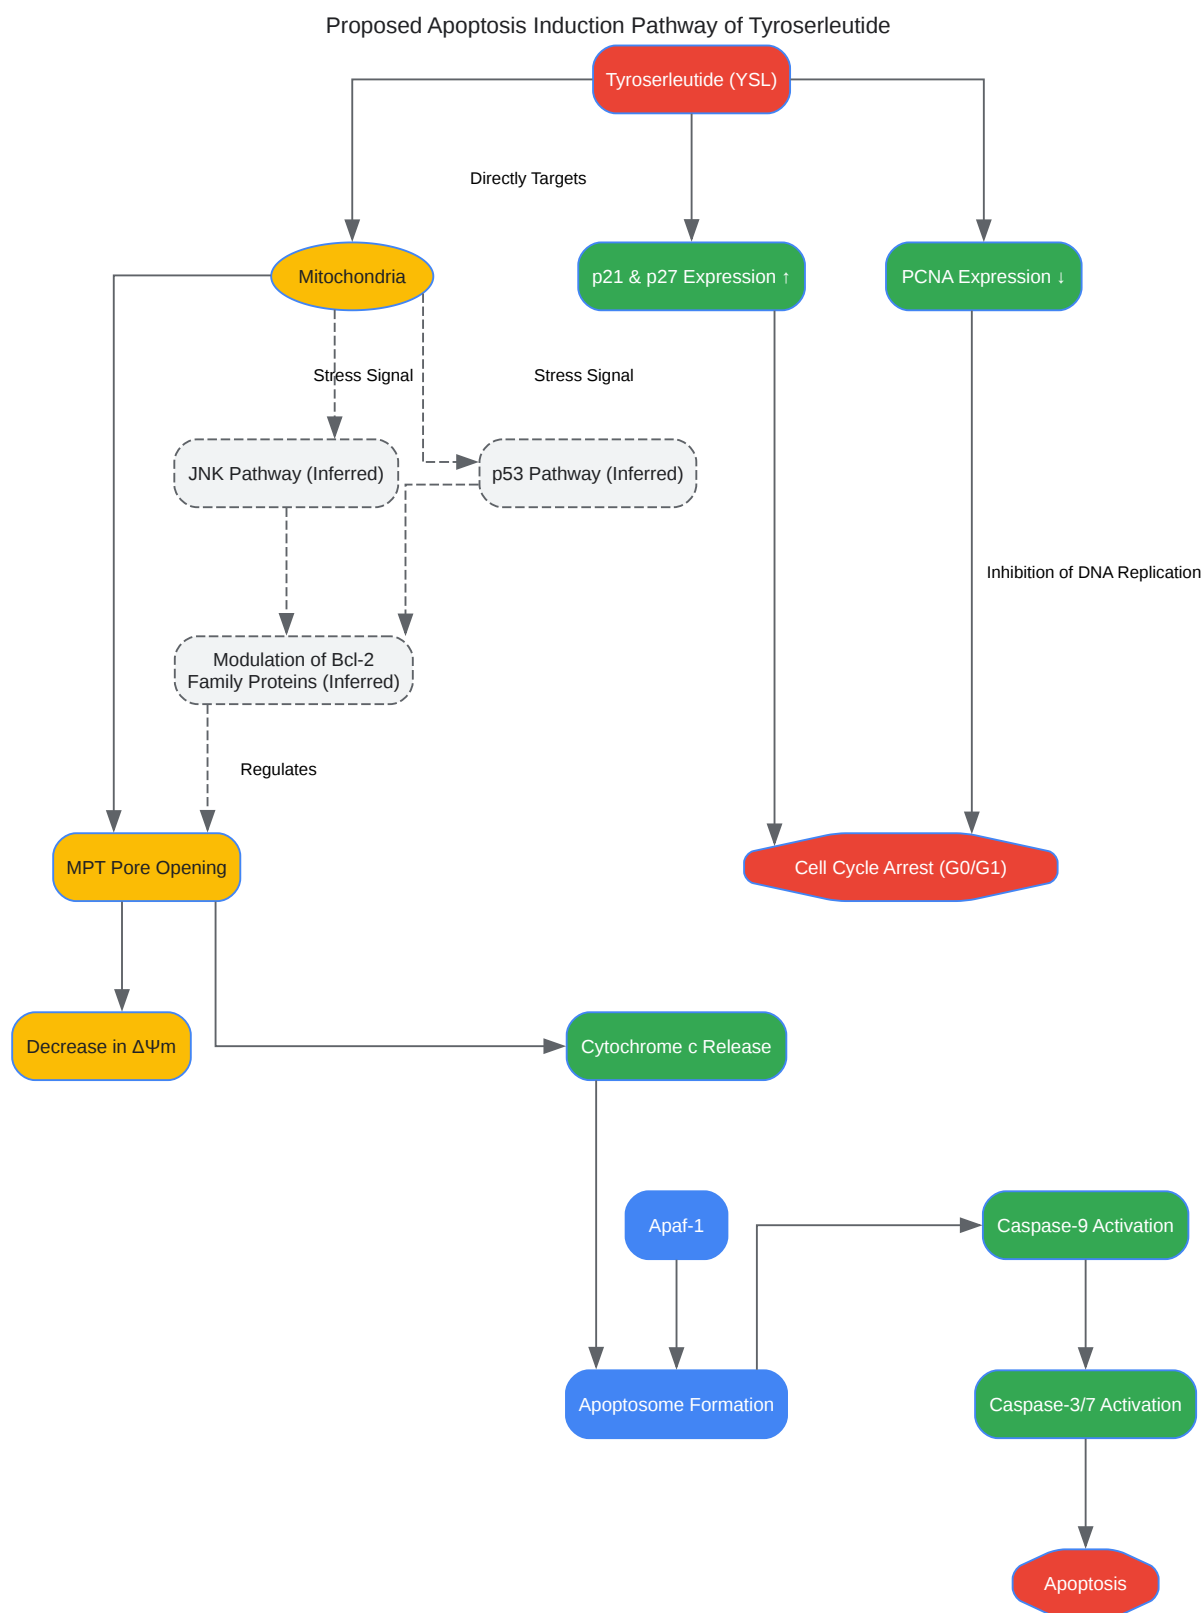 Proposed Apoptosis Induction Pathway of Tyroserleutide
Tyroserleutide (YSL)
Directly Targets
Mitochondria
p21 & p27 Expression ↑
PCNA Expression ↓
Stress Signal
Stress Signal
JNK Pathway (Inferred)
p53 Pathway (Inferred)
Inhibition of DNA Replication
Modulation of Bcl-2
Family Proteins (Inferred)
Regulates
MPT Pore Opening
Cell Cycle Arrest (G0/G1)
Decrease in ΔΨm
Cytochrome c Release
Apaf-1
Caspase-9 Activation
Apoptosome Formation
Caspase-3/7 Activation
Apoptosis